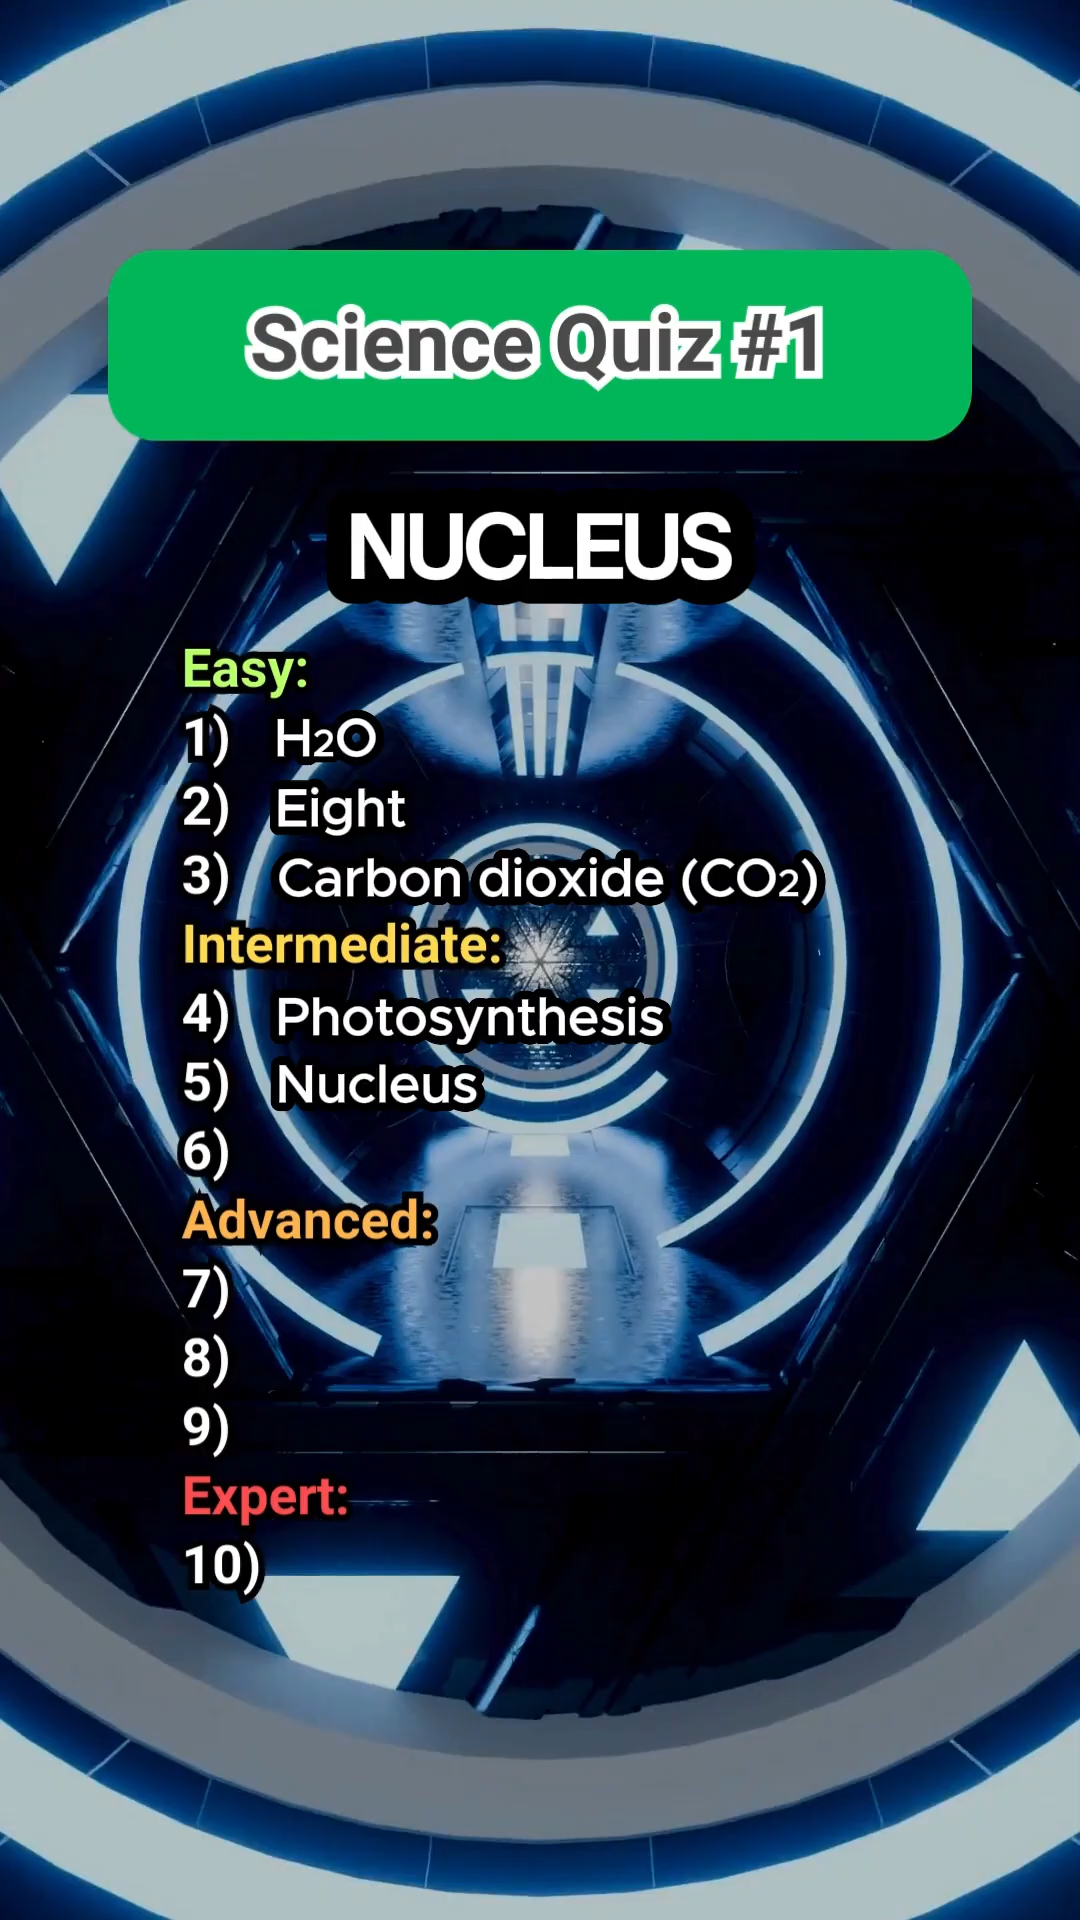 Science Quiz #1
NUCLEUS
Easy:
1) H₂O
2) Eight
3) Carbon dioxide (CO₂)
Intermediate:
4) Photosynthesis
5) Nucleus
6)
Advanced:
7)
8)
9)
Expert:
10)